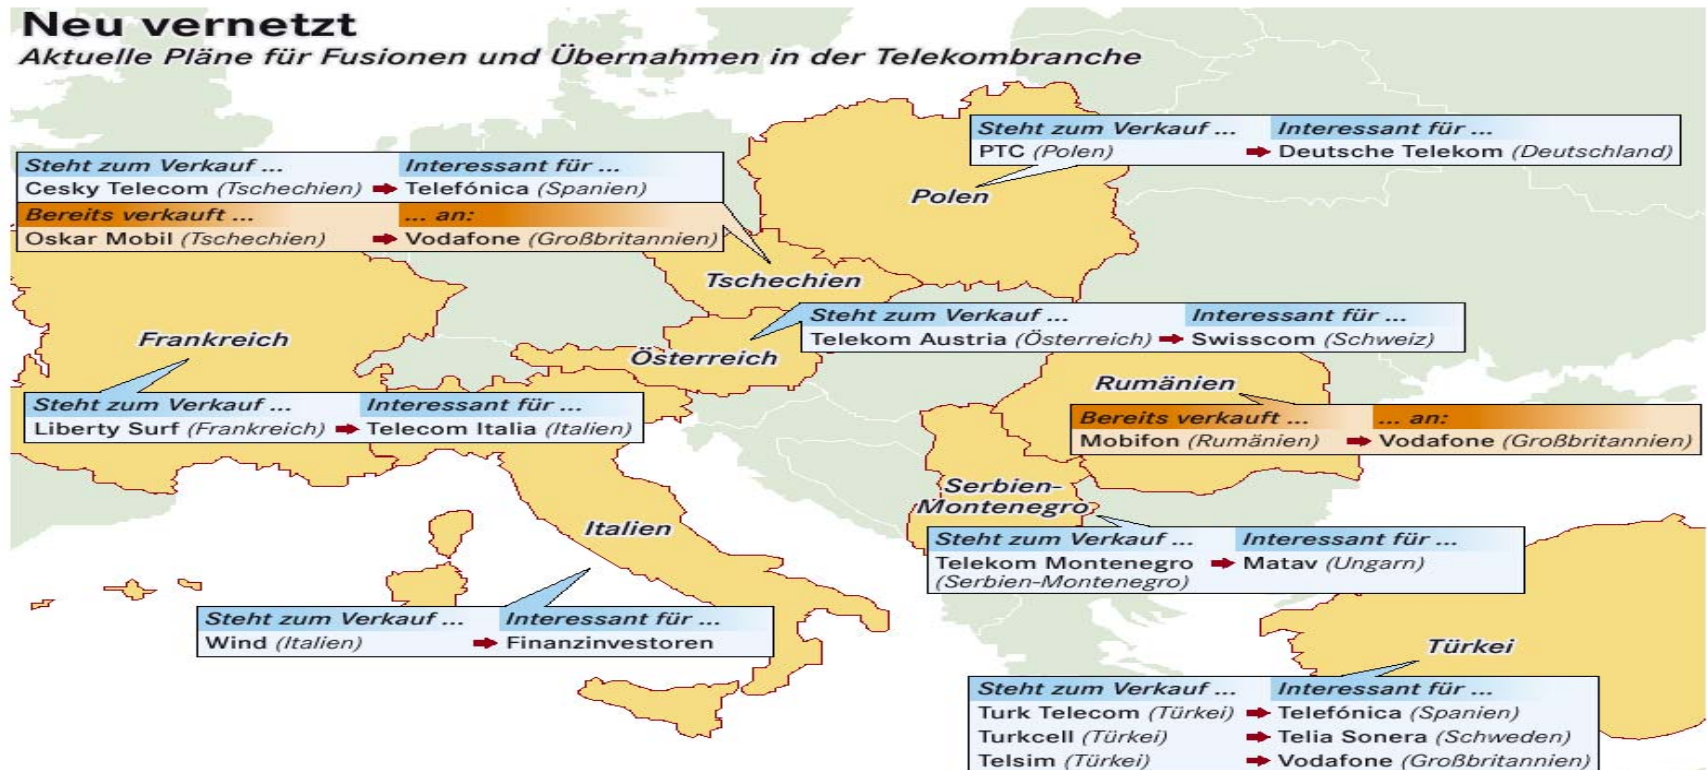 Neu vernetzt
Aktuelle Pläne für Fusionen und Übernahmen in der Telekombranche
Steht zum Verkauf ... Interessant für ...
PTC (Polen) Deutsche Telekom (Deutschland)
Polen
Steht zum Verkauf ... Interessant für ...
Cesky Telecom (Tschechien) Telefónica (Spanien)
Bereits verkauft ... ... an:
Oskar Mobil (Tschechien) Vodafone (Großbritannien)
Tschechien
Steht zum Verkauf ... Interessant für ...
Telekom Austria (Österreich) Swisscom (Schweiz)
Österreich
Frankreich
Steht zum Verkauf ... Interessant für ...
Liberty Surf (Frankreich) Telecom Italia (Italien)
Rumänien
Bereits verkauft ... ... an:
Mobifon (Rumänien) Vodafone (Großbritannien)
Serbien-
Montenegro
Steht zum Verkauf ... Interessant für ...
Telekom Montenegro Matav (Ungarn)
(Serbien-Montenegro)
Italien
Steht zum Verkauf ... Interessant für ...
Wind (Italien) Finanzinvestoren
Türkei
Steht zum Verkauf ... Interessant für ...
Turk Telecom (Türkei) Telefónica (Spanien)
Turkcell (Türkei) Telia Sonera (Schweden)
Telsim (Türkei) Vodafone (Großbritannien)